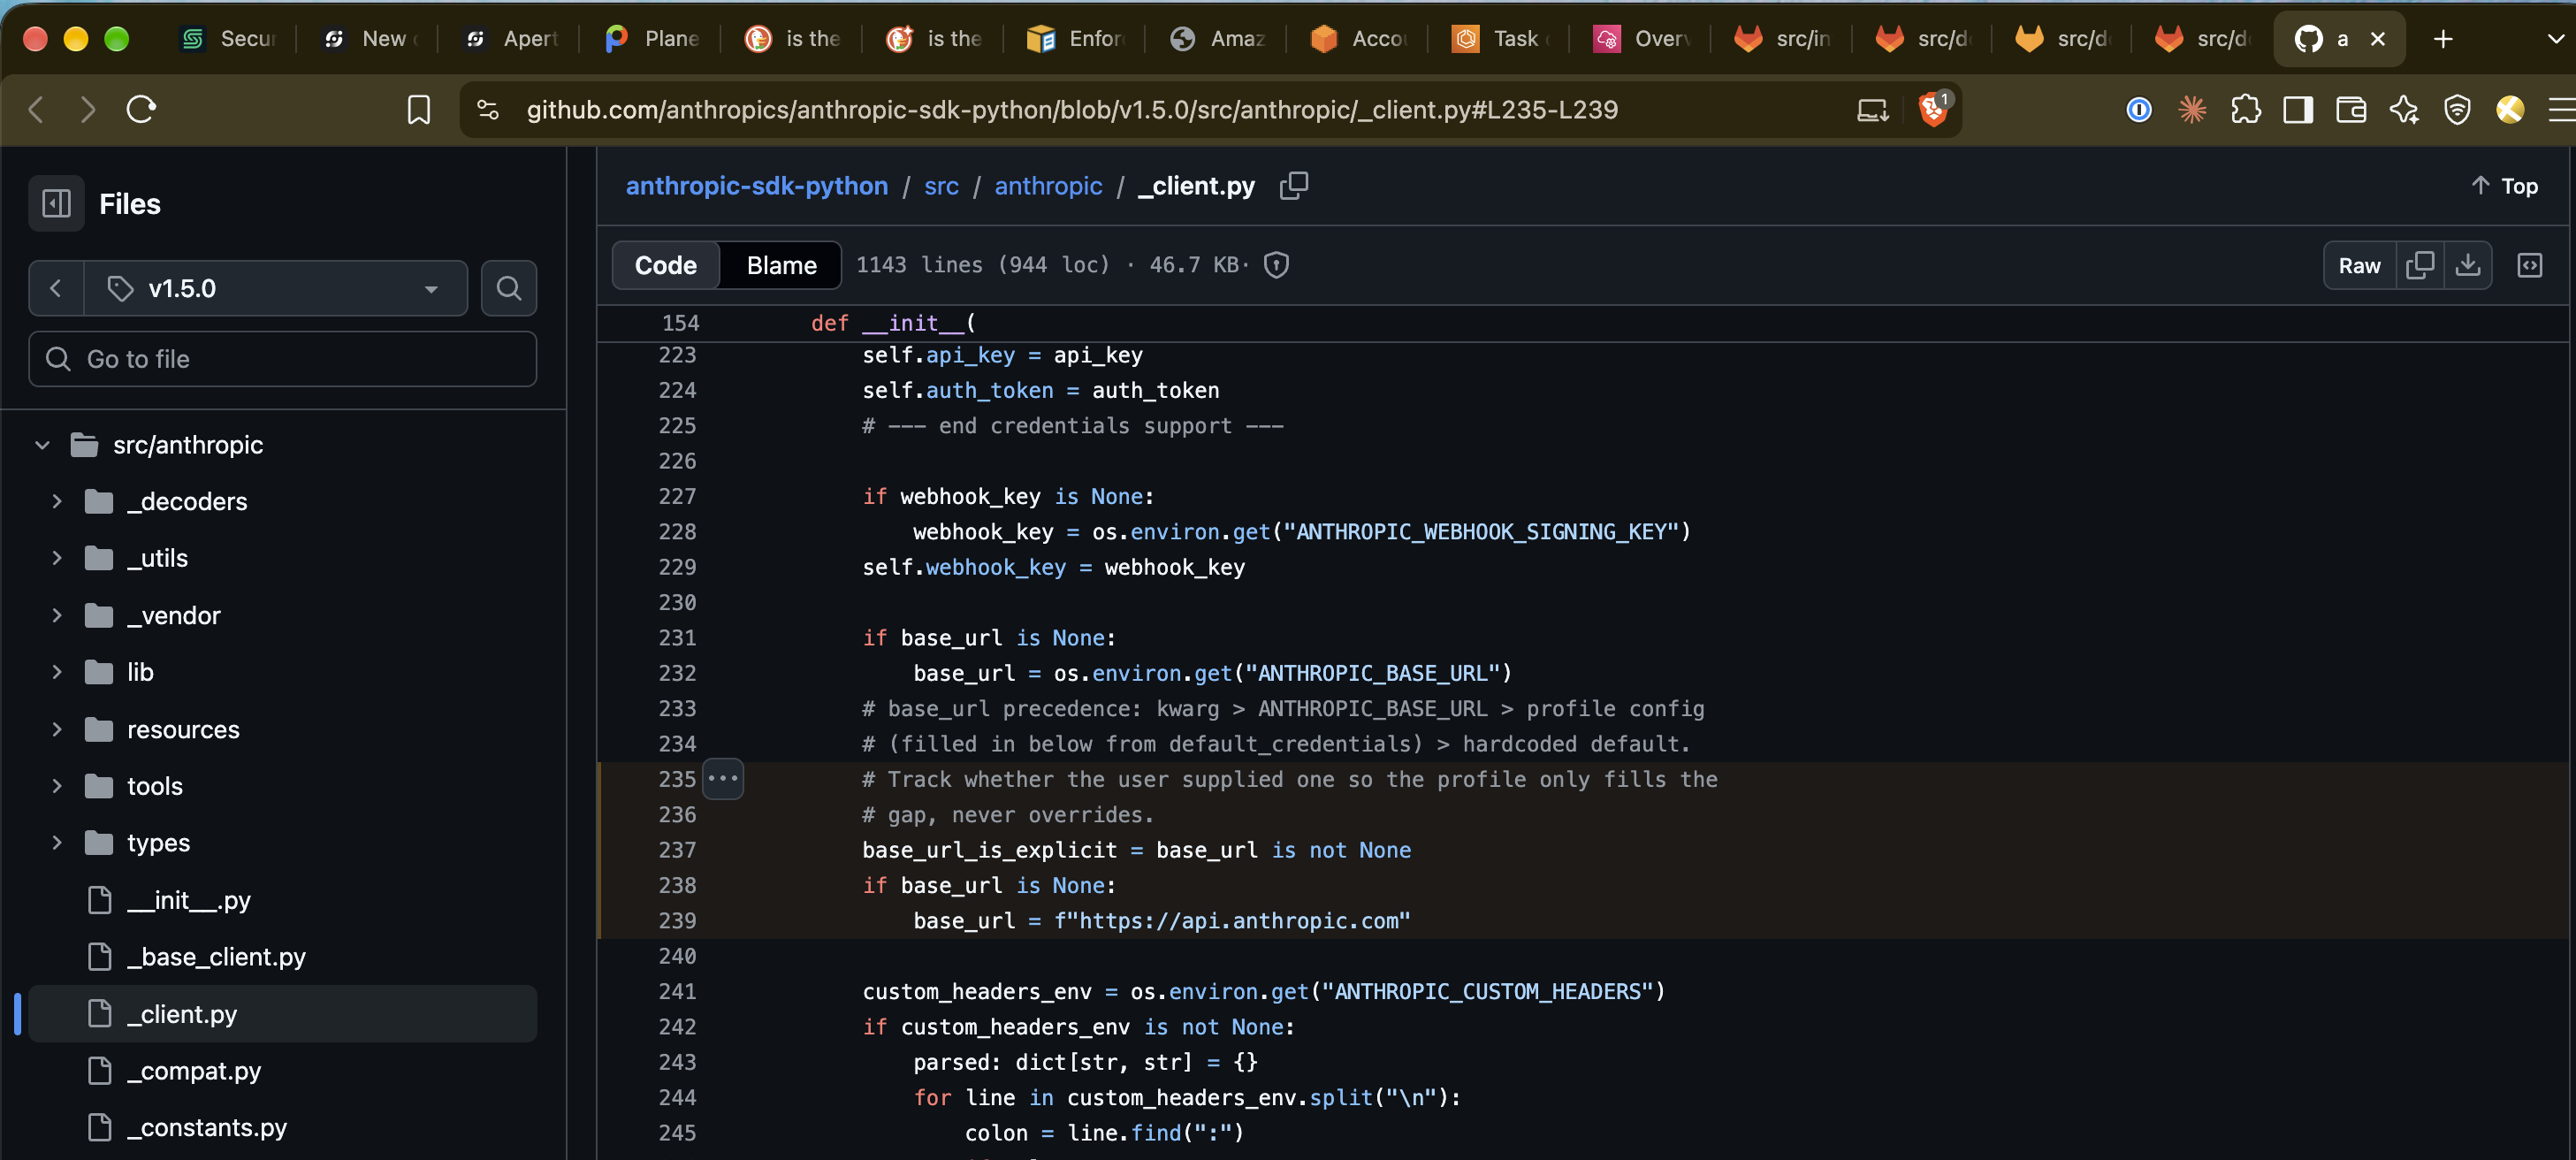 Secur
New
Apert
Plane
is the
is the
Enfor
Amaz
Accou
Task
Overv
src/in
src/d
src/d
src/d
a
github.com/anthropics/anthropic-sdk-python/blob/v1.5.0/src/anthropic/_client.py#L235-L239
1
Files
v1.5.0
Go to file
src/anthropic
_decoders
_utils
_vendor
lib
resources
tools
types
__init__.py
_base_client.py
_client.py
_compat.py
_constants.py
anthropic-sdk-python / src / anthropic / _client.py
Top
Code Blame 1143 lines (944 loc) · 46.7 KB·
Raw
154 def __init__(
223 self.api_key = api_key
224 self.auth_token = auth_token
225 # --- end credentials support ---
226
227 if webhook_key is None:
228 webhook_key = os.environ.get("ANTHROPIC_WEBHOOK_SIGNING_KEY")
229 self.webhook_key = webhook_key
230
231 if base_url is None:
232 base_url = os.environ.get("ANTHROPIC_BASE_URL")
233 # base_url precedence: kwarg > ANTHROPIC_BASE_URL > profile config
234 # (filled in below from default_credentials) > hardcoded default.
235 # Track whether the user supplied one so the profile only fills the
236 # gap, never overrides.
237 base_url_is_explicit = base_url is not None
238 if base_url is None:
239 base_url = f"https://api.anthropic.com"
240
241 custom_headers_env = os.environ.get("ANTHROPIC_CUSTOM_HEADERS")
242 if custom_headers_env is not None:
243 parsed: dict[str, str] = {}
244 for line in custom_headers_env.split("\n"):
245 colon = line.find(":")